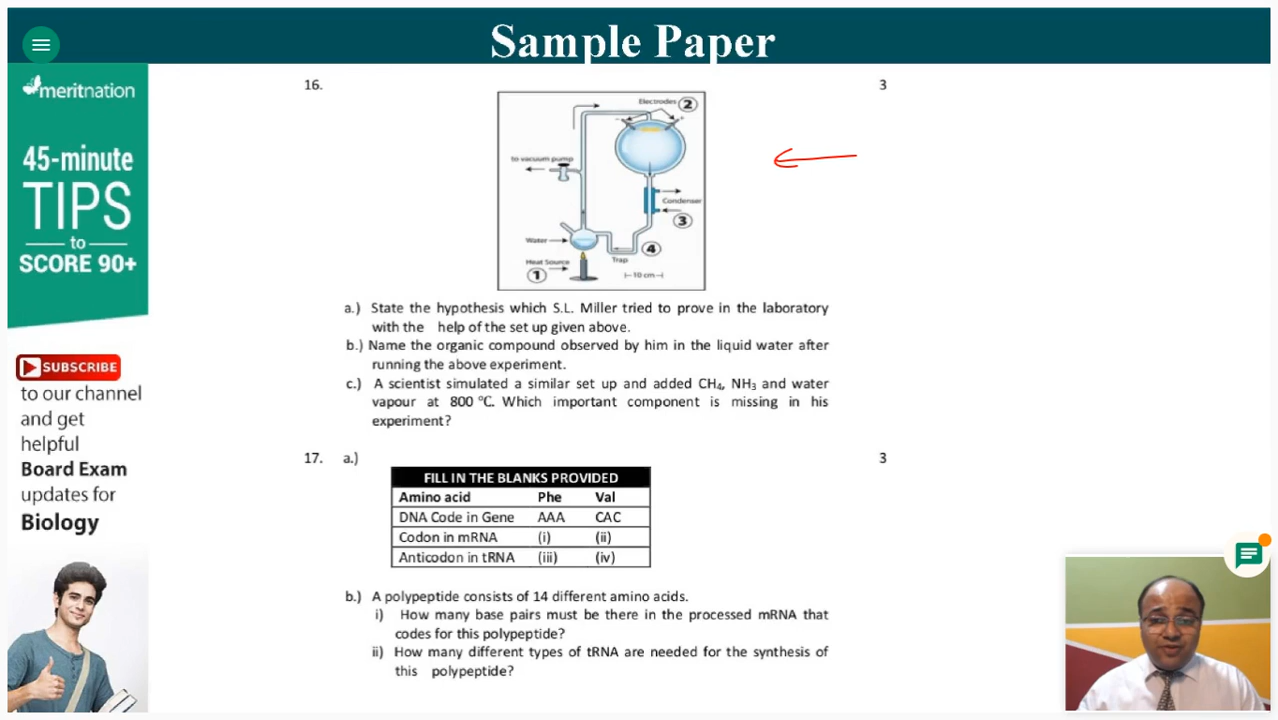 Sample Paper
meritnation
45-minute
TIPS
to
SCORE 90+
SUBSCRIBE
to our channel
and get
helpful
Board Exam
updates for
Biology
16.
3
Electrodes 2
- +
to vacuum pump
Condenser
3
Water
4
Trap
Heat Source
1
10 cm
a.) State the hypothesis which S.L. Miller tried to prove in the laboratory
with the help of the set up given above.
b.) Name the organic compound observed by him in the liquid water after
running the above experiment.
c.) A scientist simulated a similar set up and added CH₄, NH₃ and water
vapour at 800 °C. Which important component is missing in his
experiment?
17. a.)
3
FILL IN THE BLANKS PROVIDED
Amino acid Phe Val
DNA Code in Gene AAA CAC
Codon in mRNA (i) (ii)
Anticodon in tRNA (iii) (iv)
b.) A polypeptide consists of 14 different amino acids.
i) How many base pairs must be there in the processed mRNA that
codes for this polypeptide?
ii) How many different types of tRNA are needed for the synthesis of
this polypeptide?